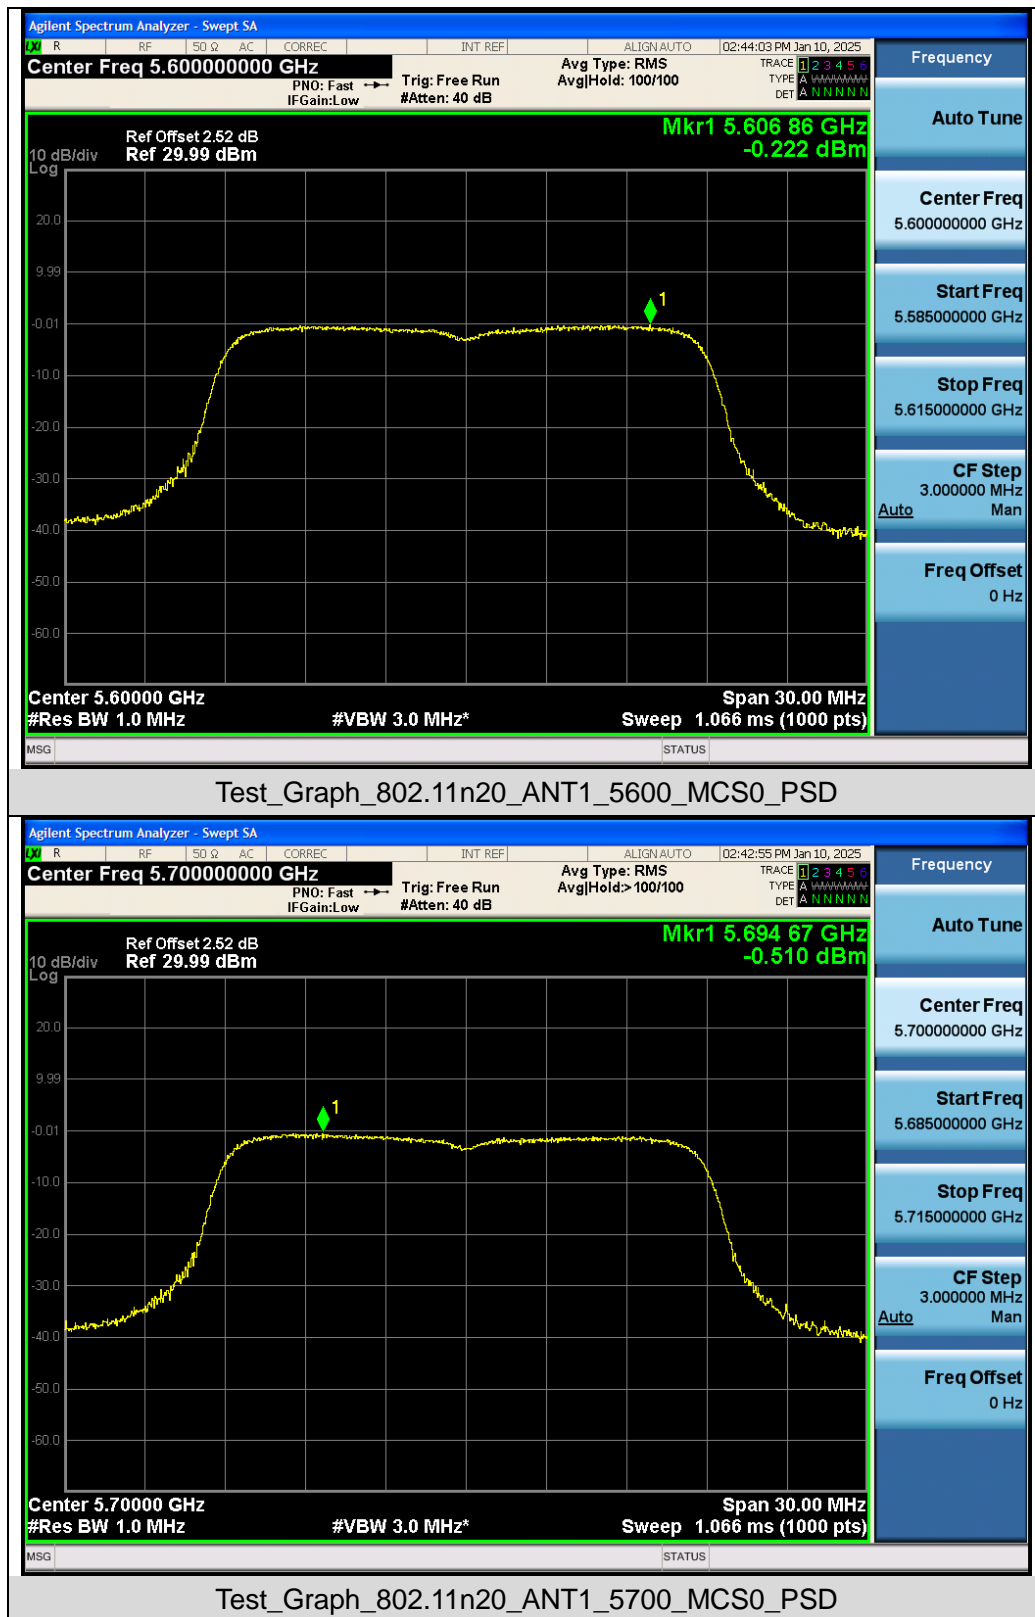 Agilent Spectrum Analyzer - Swept SA
LXI R RF 50 Ω AC CORREC INT REF ALIGN AUTO 02:44:03 PM Jan 10, 2025
Center Freq 5.600000000 GHz
PNO: Fast
IFGain:Low
Trig: Free Run
#Atten: 40 dB
Avg Type: RMS
Avg|Hold: 100/100
TRACE 1 2 3 4 5 6
TYPE A WWWWW
DET A N N N N N
Ref Offset 2.52 dB
10 dB/div Ref 29.99 dBm
Log
Mkr1 5.606 86 GHz
-0.222 dBm
20.0
9.99
-0.01
-10.0
-20.0
-30.0
-40.0
-50.0
-60.0
1
Center 5.60000 GHz
Span 30.00 MHz
#Res BW 1.0 MHz
#VBW 3.0 MHz*
Sweep 1.066 ms (1000 pts)
MSG
STATUS
Frequency
Auto Tune
Center Freq
5.600000000 GHz
Start Freq
5.585000000 GHz
Stop Freq
5.615000000 GHz
CF Step
3.000000 MHz
Auto Man
Freq Offset
0 Hz
Test_Graph_802.11n20_ANT1_5600_MCS0_PSD
Agilent Spectrum Analyzer - Swept SA
LXI R RF 50 Ω AC CORREC INT REF ALIGN AUTO 02:42:55 PM Jan 10, 2025
Center Freq 5.700000000 GHz
PNO: Fast
IFGain:Low
Trig: Free Run
#Atten: 40 dB
Avg Type: RMS
Avg|Hold:>100/100
TRACE 1 2 3 4 5 6
TYPE A WWWWW
DET A N N N N N
Ref Offset 2.52 dB
10 dB/div Ref 29.99 dBm
Log
Mkr1 5.694 67 GHz
-0.510 dBm
20.0
9.99
-0.01
-10.0
-20.0
-30.0
-40.0
-50.0
-60.0
1
Center 5.70000 GHz
Span 30.00 MHz
#Res BW 1.0 MHz
#VBW 3.0 MHz*
Sweep 1.066 ms (1000 pts)
MSG
STATUS
Frequency
Auto Tune
Center Freq
5.700000000 GHz
Start Freq
5.685000000 GHz
Stop Freq
5.715000000 GHz
CF Step
3.000000 MHz
Auto Man
Freq Offset
0 Hz
Test_Graph_802.11n20_ANT1_5700_MCS0_PSD